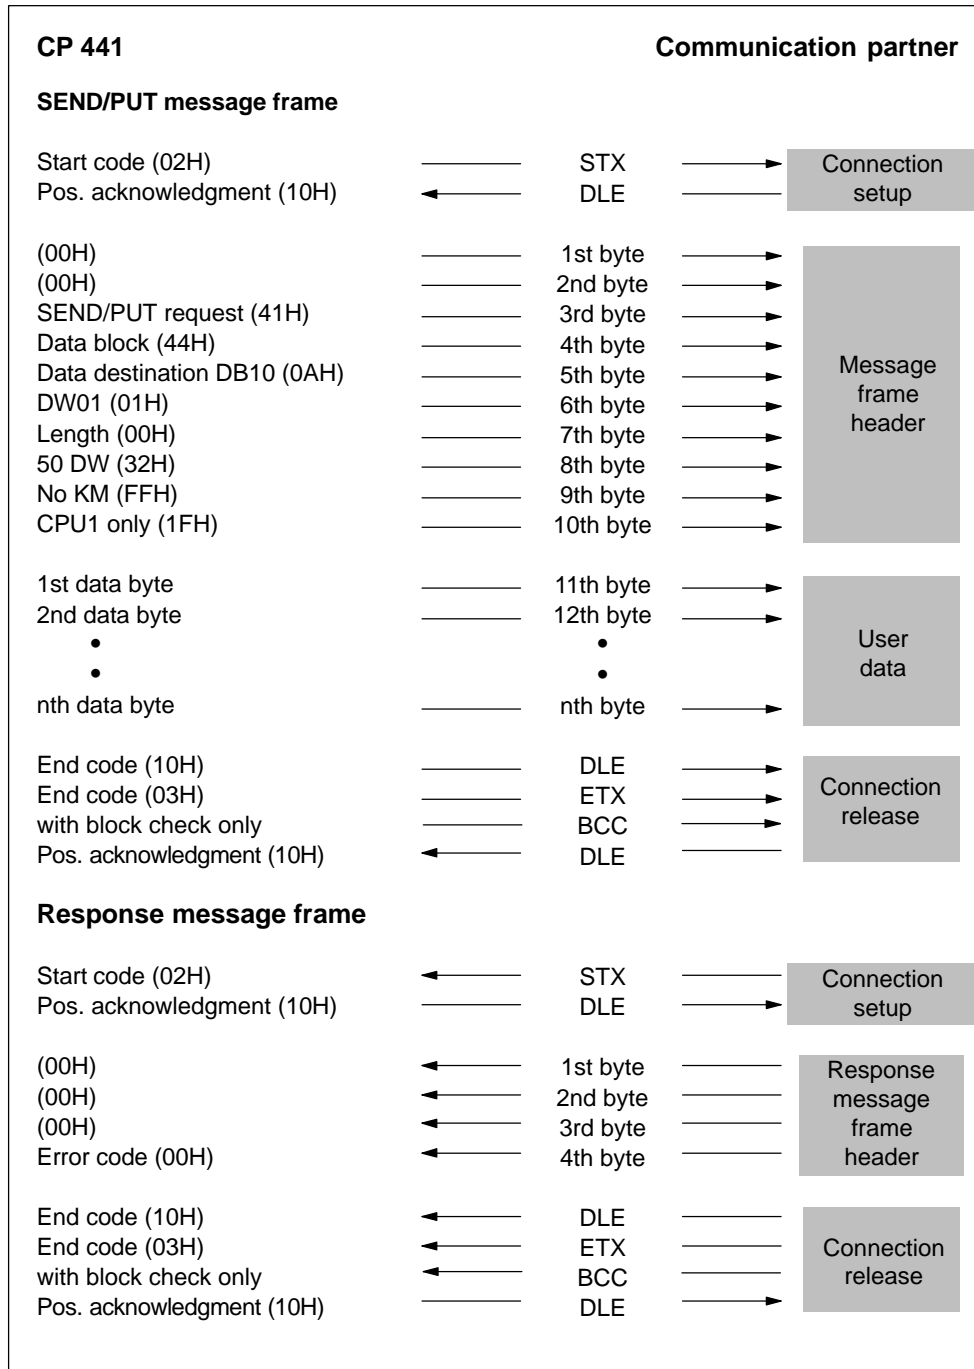 CP 441 Communication partner
SEND/PUT message frame
Start code (02H) STX Connection
Pos. acknowledgment (10H) DLE setup
(00H) 1st byte
(00H) 2nd byte
SEND/PUT request (41H) 3rd byte
Data block (44H) 4th byte
Message
Data destination DB10 (0AH) 5th byte
frame
DW01 (01H) 6th byte
header
Length (00H) 7th byte
50 DW (32H) 8th byte
No KM (FFH) 9th byte
CPU1 only (1FH) 10th byte
1st data byte 11th byte
2nd data byte 12th byte
User
• •
data
• •
nth data byte nth byte
End code (10H) DLE
Connection
End code (03H) ETX
release
with block check only BCC
Pos. acknowledgment (10H) DLE
Response message frame
Start code (02H) STX Connection
Pos. acknowledgment (10H) DLE setup
(00H) 1st byte Response
(00H) 2nd byte message
(00H) 3rd byte frame
Error code (00H) 4th byte header
End code (10H) DLE
End code (03H) ETX Connection
with block check only BCC release
Pos. acknowledgment (10H) DLE